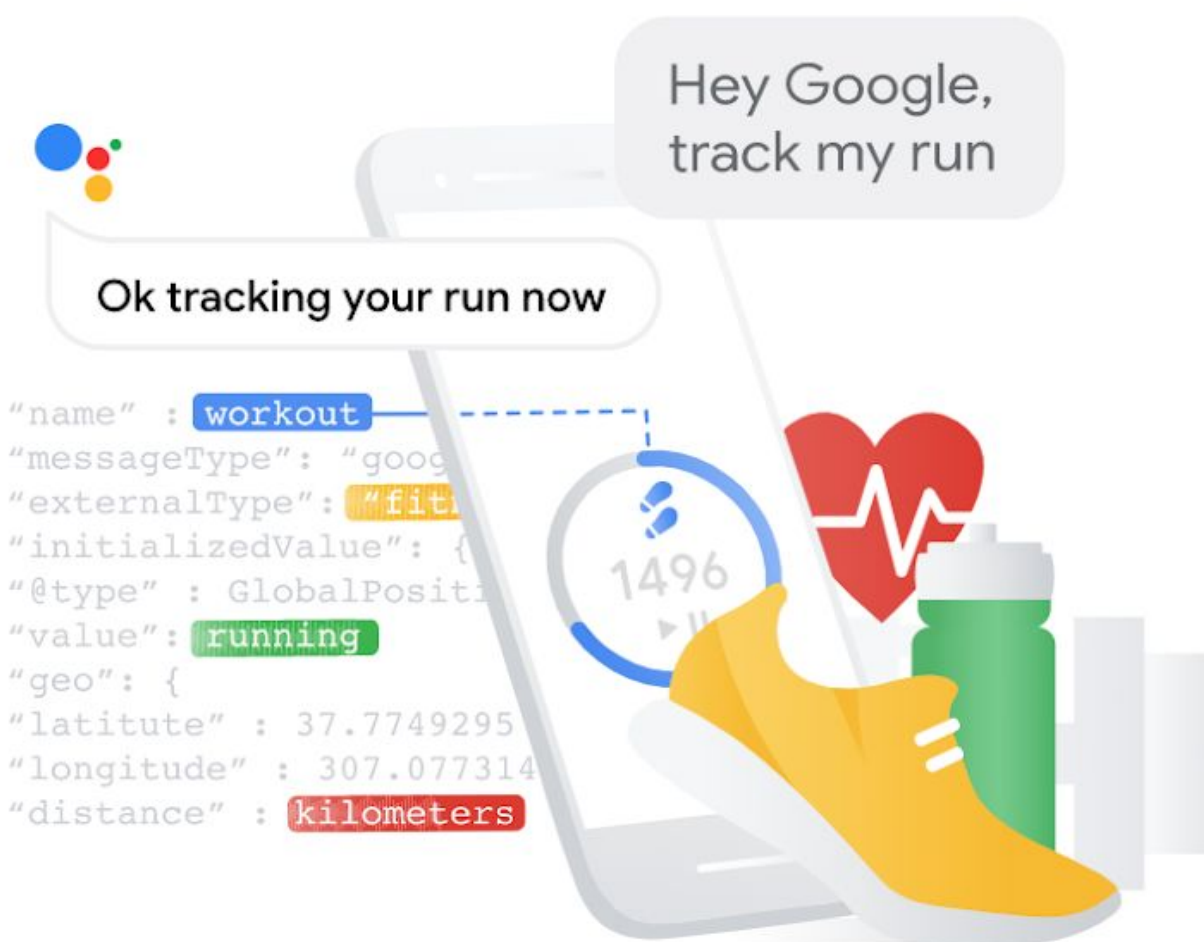 Hey Google,
track my run
Ok tracking your run now
"name" : workout
"messageType": "goog
"externalType": "fit
"initializedValue": {
"@type" : GlobalPositi
"value": running
"geo": {
"latitute" : 37.7749295
"longitude" : 307.077314
"distance" : kilometers
1496